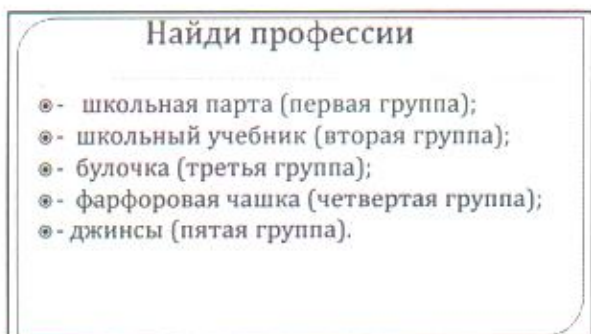 Найди профессии
- школьная парта (первая группа);
- школьный учебник (вторая группа);
- булочка (третья группа);
- фарфоровая чашка (четвертая группа);
- джинсы (пятая группа).